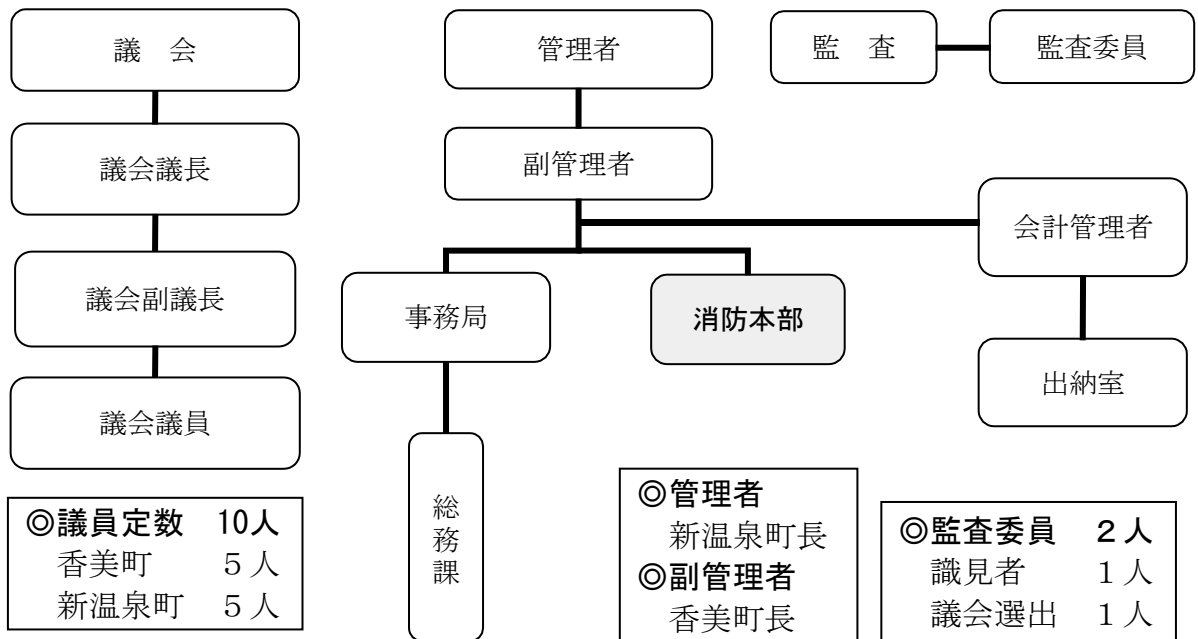 議　会
管理者
監　査
監査委員
議会議長
副管理者
会計管理者
議会副議長
事務局
消防本部
出納室
議会議員
総務課
◎議員定数　10人
香美町　５人
新温泉町　５人
◎管理者
新温泉町長
◎副管理者
香美町長
◎監査委員　２人
識見者　１人
議会選出　１人